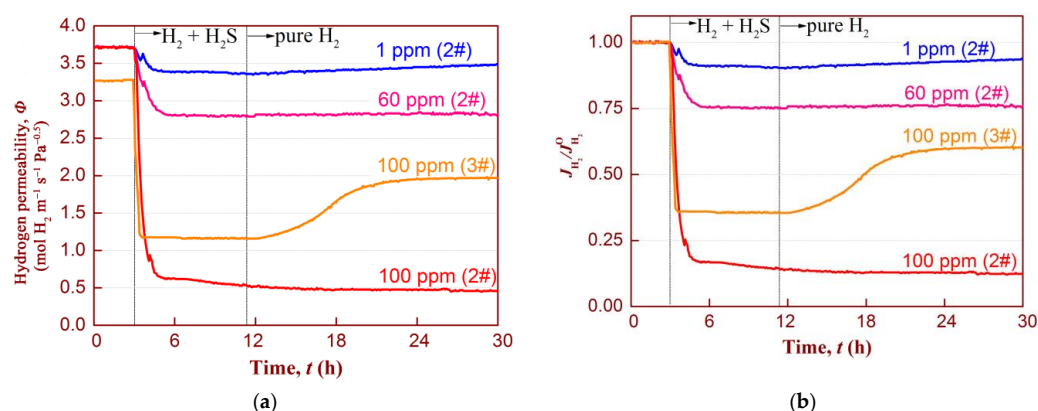 H₂ + H₂S
pure H₂
4.0
3.5
3.0
2.5
2.0
1.5
1.0
0.5
0.0
Hydrogen permeability, Φ
(mol H₂ m⁻¹ s⁻¹ Pa⁻⁰·⁵)
1 ppm (2#)
60 ppm (2#)
100 ppm (3#)
100 ppm (2#)
0 6 12 18 24 30
Time, t (h)
(a)
H₂ + H₂S
pure H₂
1.00
0.75
0.50
0.25
0.00
J_H₂/J⁰_H₂
1 ppm (2#)
60 ppm (2#)
100 ppm (3#)
100 ppm (2#)
0 6 12 18 24 30
Time, t (h)
(b)